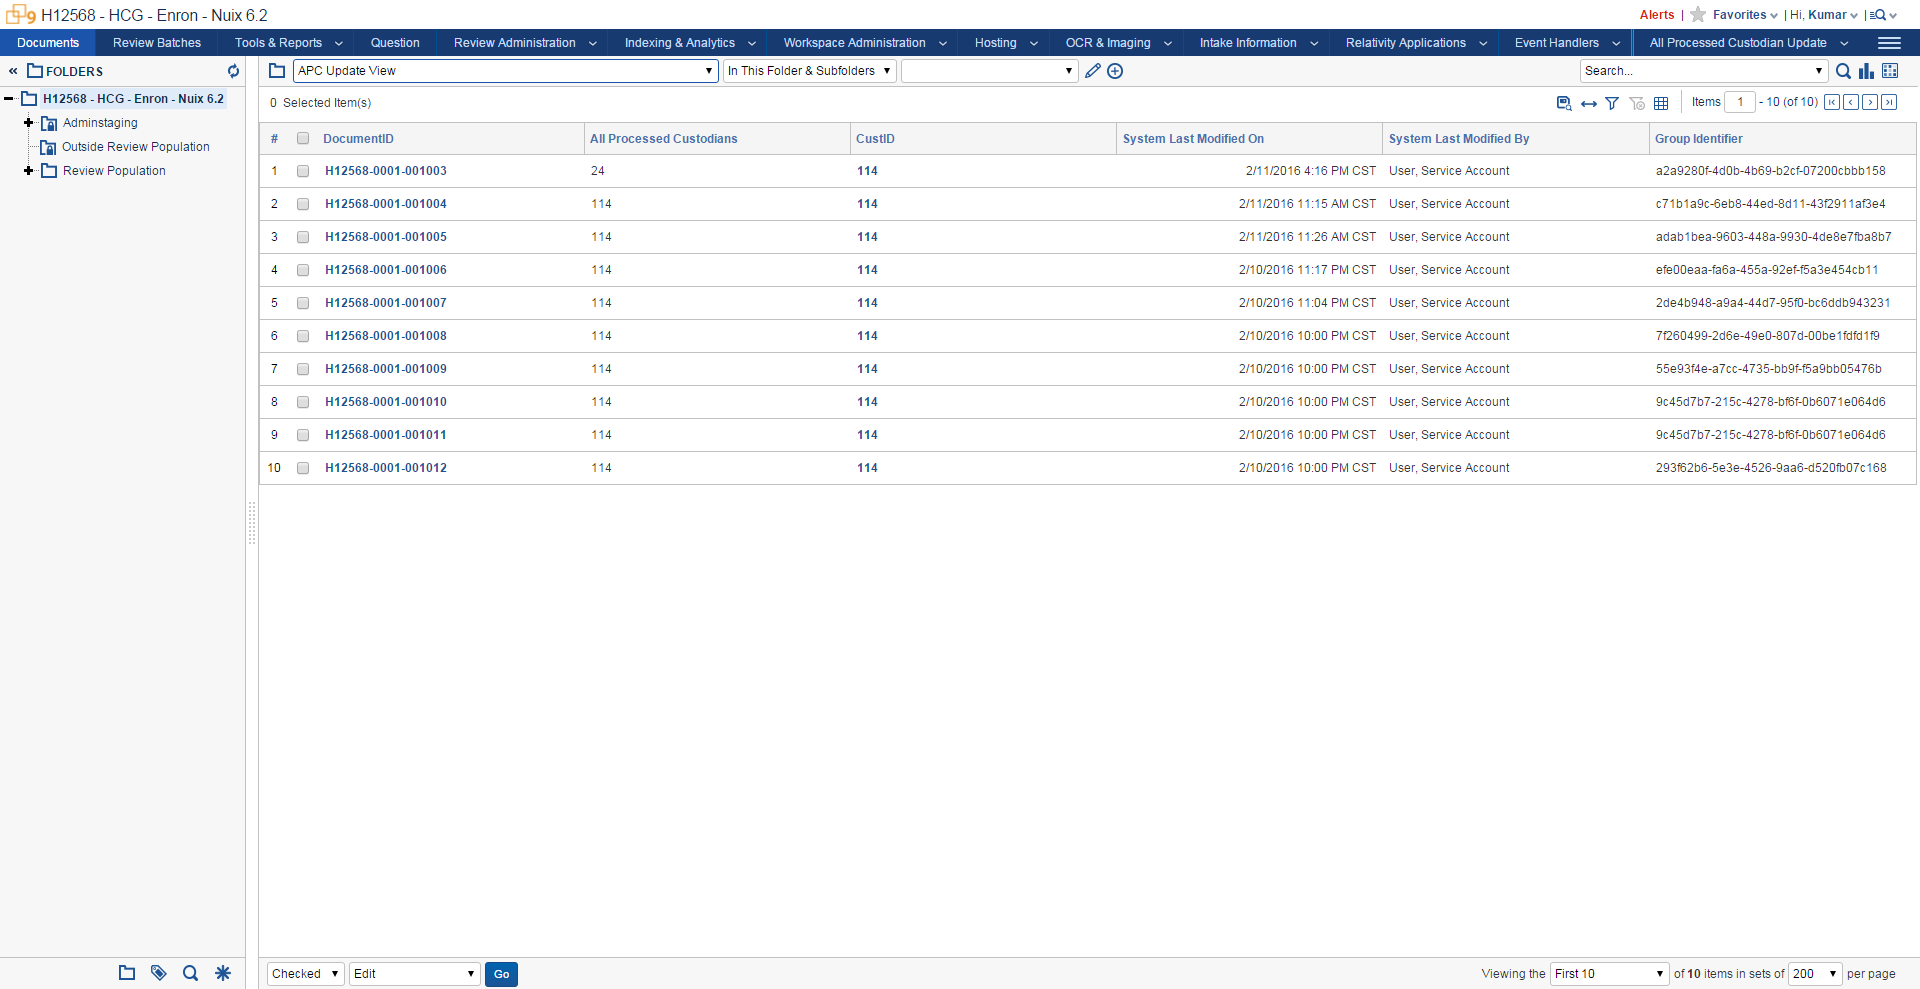 9 H12568 - HCG - Enron - Nuix 6.2
Alerts | Favorites | Hi, Kumar |
Documents Review Batches Tools & Reports Question Review Administration Indexing & Analytics Workspace Administration Hosting OCR & Imaging Intake Information Relativity Applications Event Handlers All Processed Custodian Update
« FOLDERS
APC Update View In This Folder & Subfolders Search...
H12568 - HCG - Enron - Nuix 6.2
Adminstaging
Outside Review Population
Review Population
0 Selected Item(s)
Items 1 - 10 (of 10)
# DocumentID All Processed Custodians CustID System Last Modified On System Last Modified By Group Identifier
1 H12568-0001-001003 24 114 2/11/2016 4:16 PM CST User, Service Account a2a9280f-4d0b-4b69-b2cf-07200cbbb158
2 H12568-0001-001004 114 114 2/11/2016 11:15 AM CST User, Service Account c71b1a9c-6eb8-44ed-8d11-43f2911af3e4
3 H12568-0001-001005 114 114 2/11/2016 11:26 AM CST User, Service Account adab1bea-9603-448a-9930-4de8e7fba8b7
4 H12568-0001-001006 114 114 2/10/2016 11:17 PM CST User, Service Account efe00eaa-fa6a-455a-92ef-f5a3e454cb11
5 H12568-0001-001007 114 114 2/10/2016 11:04 PM CST User, Service Account 2de4b948-a9a4-44d7-95f0-bc6ddb943231
6 H12568-0001-001008 114 114 2/10/2016 10:00 PM CST User, Service Account 7f260499-2d6e-49e0-807d-00be1fdfd1f9
7 H12568-0001-001009 114 114 2/10/2016 10:00 PM CST User, Service Account 55e93f4e-a7cc-4735-bb9f-f5a9bb05476b
8 H12568-0001-001010 114 114 2/10/2016 10:00 PM CST User, Service Account 9c45d7b7-215c-4278-bf6f-0b6071e064d6
9 H12568-0001-001011 114 114 2/10/2016 10:00 PM CST User, Service Account 9c45d7b7-215c-4278-bf6f-0b6071e064d6
10 H12568-0001-001012 114 114 2/10/2016 10:00 PM CST User, Service Account 293f62b6-5e3e-4526-9aa6-d520fb07c168
Checked Edit Go
Viewing the First 10 of 10 items in sets of 200 per page